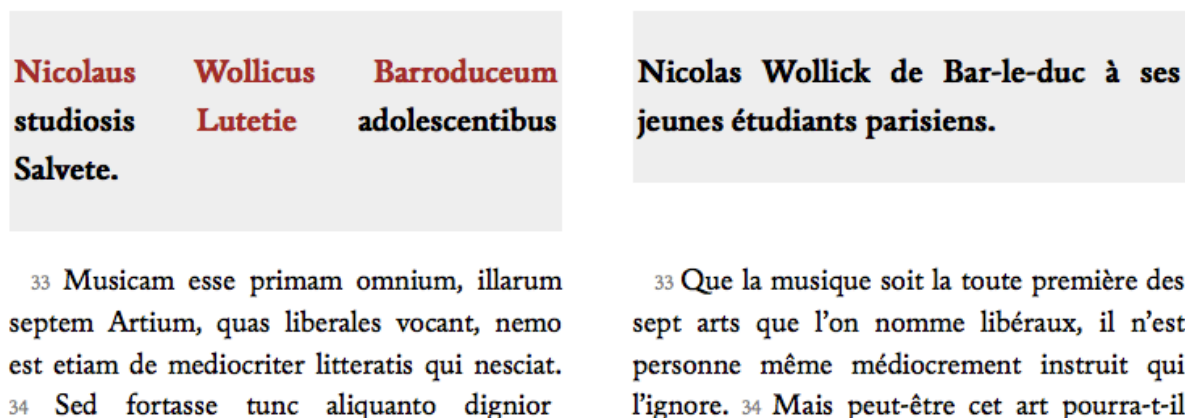 Nicolaus Wollicus Barroduceum
studiosis Lutetie adolescentibus
Salvete.
33 Musicam esse primam omnium, illarum
septem Artium, quas liberales vocant, nemo
est etiam de mediocriter litteratis qui nesciat.
34 Sed fortasse tunc aliquanto dignior
Nicolas Wollick de Bar-le-duc à ses
jeunes étudiants parisiens.
33 Que la musique soit la toute première des
sept arts que l'on nomme libéraux, il n'est
personne même médiocrement instruit qui
l'ignore. 34 Mais peut-être cet art pourra-t-il